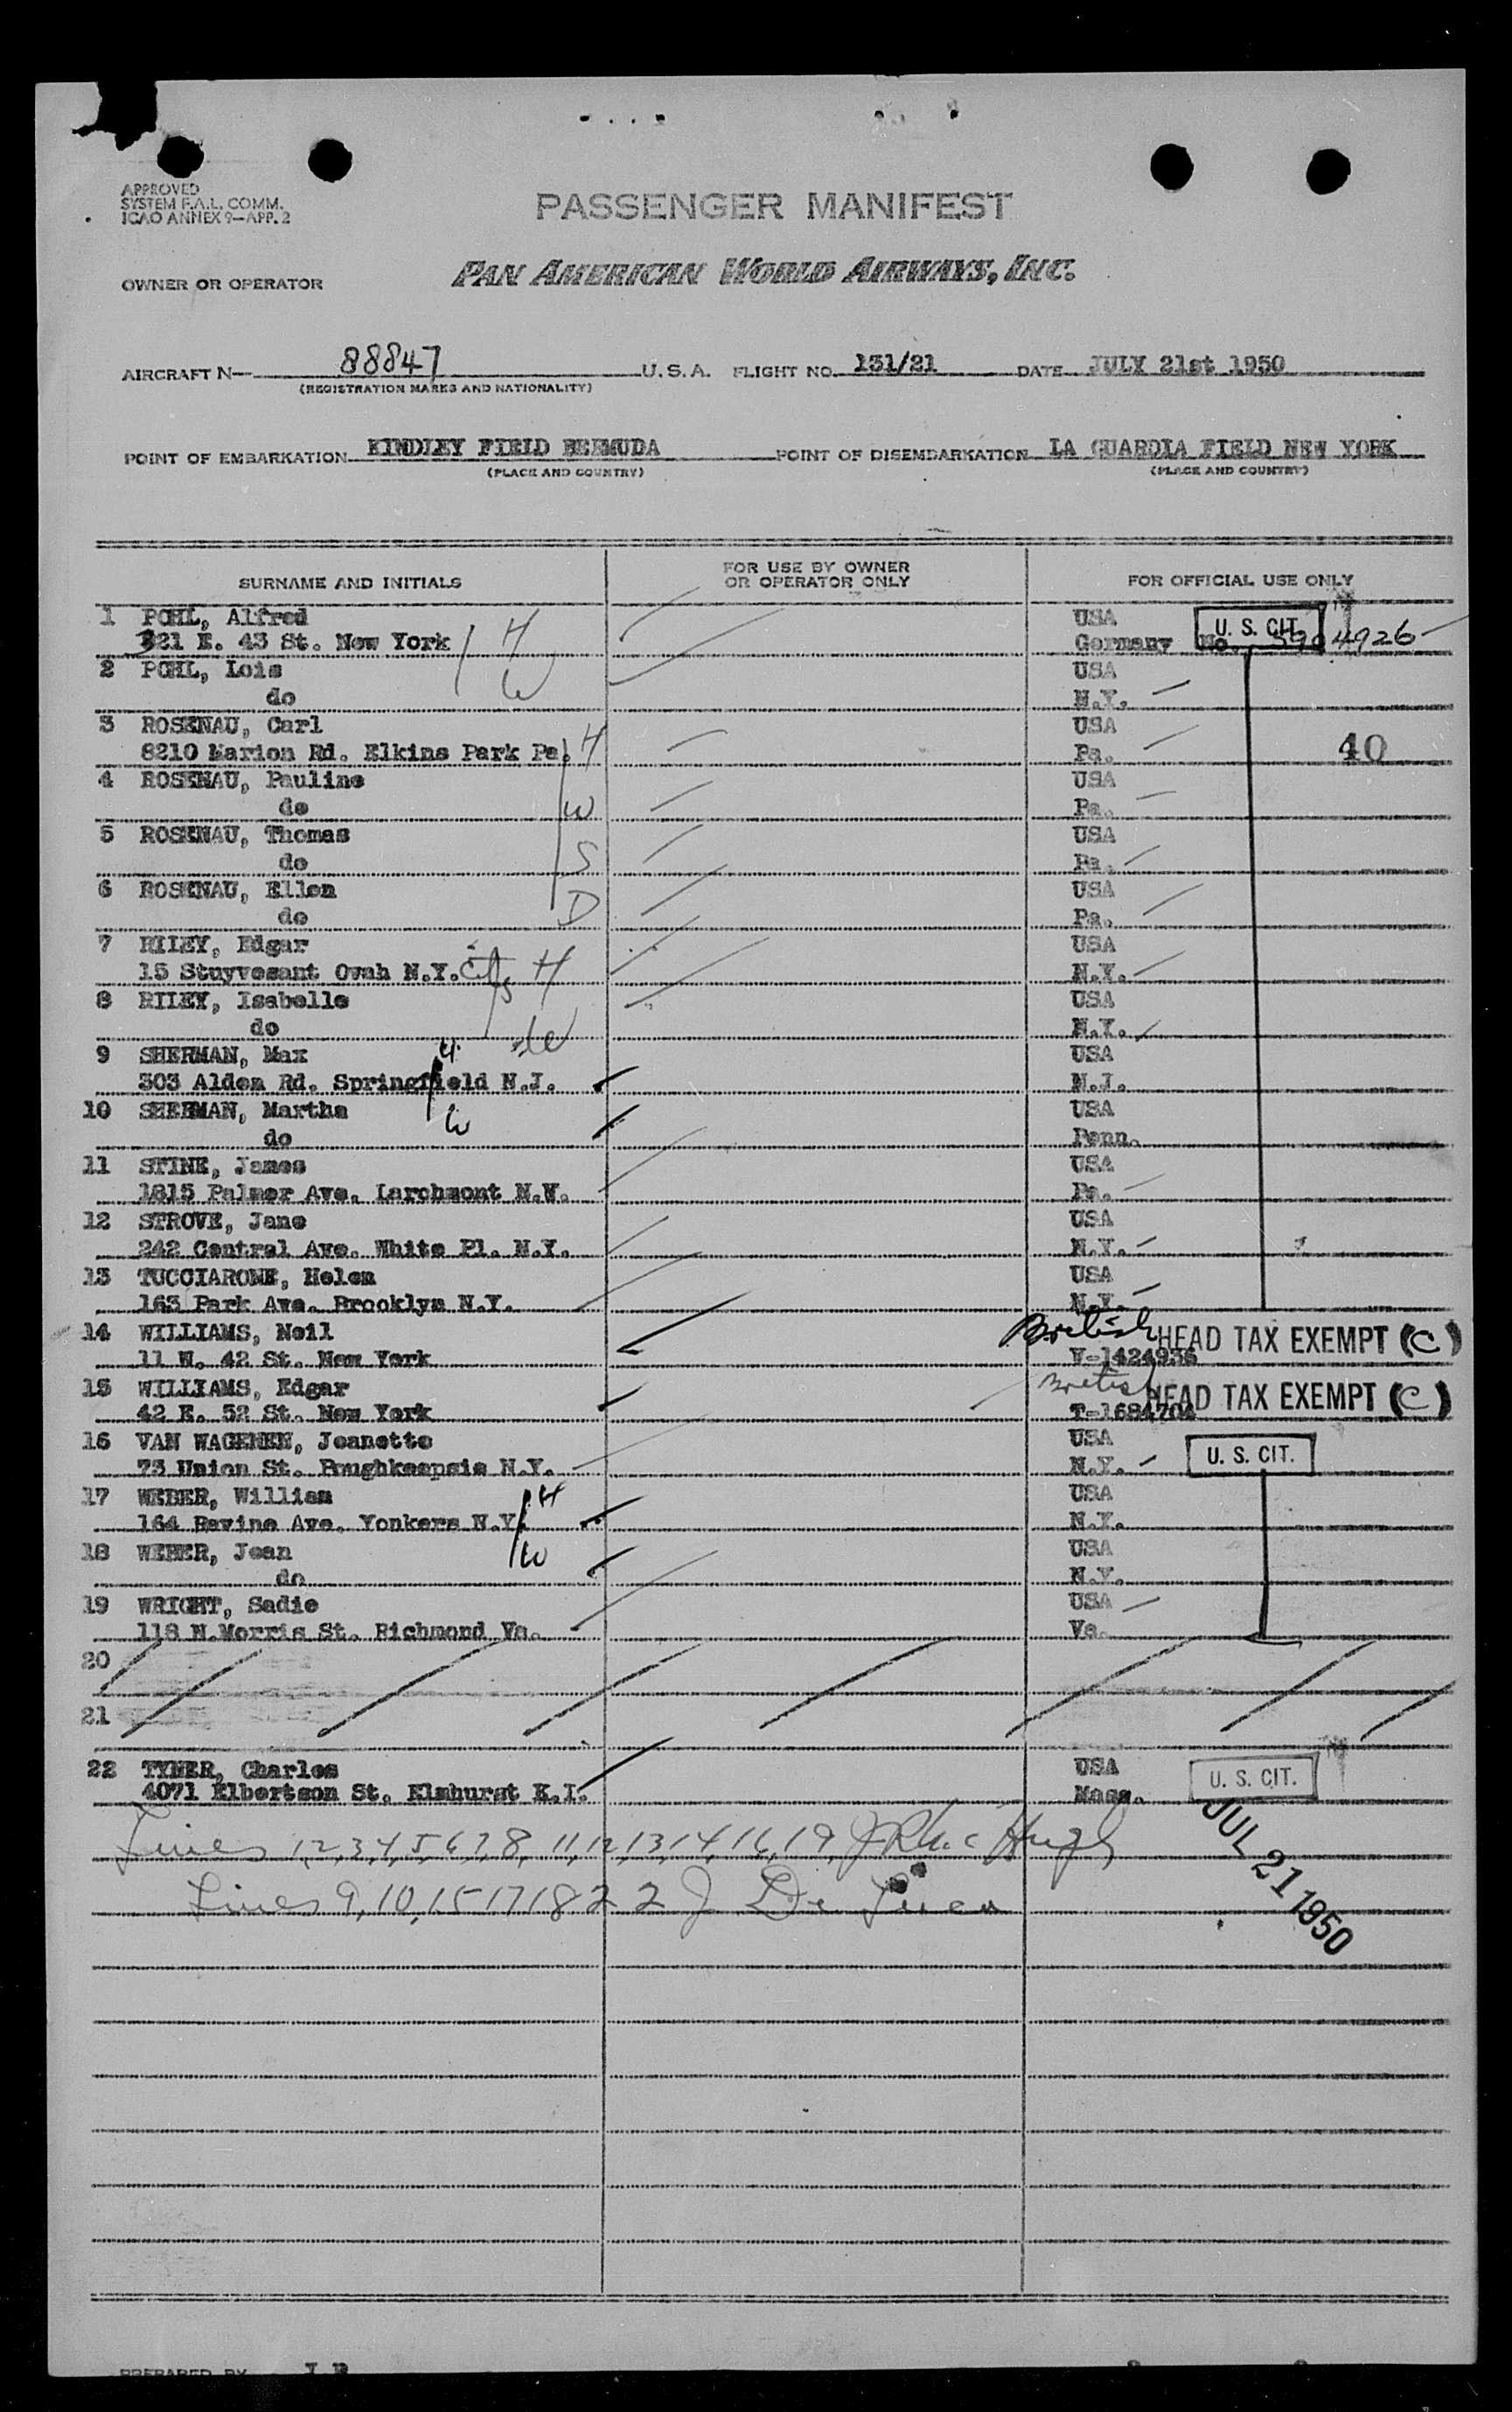 APPROVED
SYSTEM F.A.L. COMM.
ICAO ANNEX 9—APP. 2
PASSENGER MANIFEST
OWNER OR OPERATOR PAN AMERICAN WORLD AIRWAYS, INC.
AIRCRAFT N— 88847 U.S.A. FLIGHT NO. 131/21 DATE JULY 21st 1950
(REGISTRATION MARKS AND NATIONALITY)
POINT OF EMBARKATION KINDLEY FIELD BERMUDA POINT OF DISEMBARKATION LA GUARDIA FIELD NEW YORK
(PLACE AND COUNTRY) (PLACE AND COUNTRY)
SURNAME AND INITIALS FOR USE BY OWNER OR OPERATOR ONLY FOR OFFICIAL USE ONLY
1 POHL, Alfred USA U. S. CIT.
321 E. 43 St. New York H Germany No. 5904926
2 POHL, Lois W USA
do N.Y.
3 ROSENAU, Carl USA
8210 Marion Rd. Elkins Park Pa. H Pa. 40
4 ROSENAU, Pauline USA
do W Pa.
5 ROSENAU, Thomas USA
do S Pa.
6 ROSENAU, Ellen USA
do D Pa.
7 RILEY, Edgar USA
15 Stuyvesant Ovah N.Y. City H N.Y.
8 RILEY, Isabelle USA
do W N.Y.
9 SHERMAN, Max H USA
303 Alden Rd. Springfield N.J. N.J.
10 SHERMAN, Martha W USA
do Penn.
11 STINE, James USA
1815 Palmer Ave. Larchmont N.Y. Pa.
12 STROVE, Jane USA
242 Central Ave. White Pl. N.Y. N.Y.
13 TUCCIARONE, Helen USA
163 Park Ave. Brooklyn N.Y. N.Y.
14 WILLIAMS, Neil British HEAD TAX EXEMPT (C)
11 W. 42 St. New York V-1424936
15 WILLIAMS, Edgar British HEAD TAX EXEMPT (C)
42 E. 52 St. New York T-1684704
16 VAN WAGENEN, Jeanette USA
73 Union St. Poughkeepsie N.Y. N.Y. U. S. CIT.
17 WEBER, William H USA
164 Ravine Ave. Yonkers N.Y. N.Y.
18 WEBER, Jean W USA
do N.Y.
19 WRIGHT, Sadie USA
118 N.Morris St. Richmond Va. Va.
20
21
22 TYNER, Charles USA
4071 Elbertson St. Elmhurst K.I. Mass. U. S. CIT.
Lines 1,2,3,4,5,6,7,8, 11,12,13,14,16,19, J R McHugh
Lines 9,10,15 17 18 22 J De Luca
JUL 21 1950